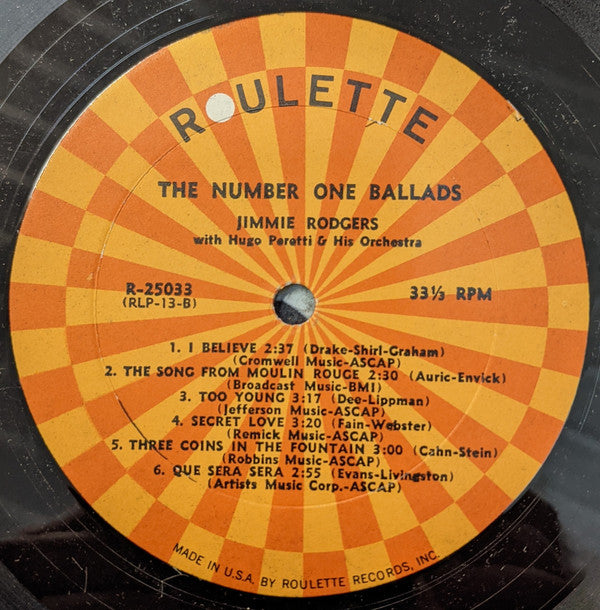 ROULETTE
THE NUMBER ONE BALLADS
JIMMIE RODGERS
with Hugo Peretti & His Orchestra
R-25033
(RLP-13-B)
33⅓ RPM
1. I BELIEVE 2:37 (Drake-Shirl-Graham)
(Cromwell Music-ASCAP)
2. THE SONG FROM MOULIN ROUGE 2:30 (Auric-Envick)
(Broadcast Music-BMI)
3. TOO YOUNG 3:17 (Dee-Lippman)
(Jefferson Music-ASCAP)
4. SECRET LOVE 3:20 (Fain-Webster)
(Remick Music-ASCAP)
5. THREE COINS IN THE FOUNTAIN 3:00 (Cahn-Stein)
(Robbins Music-ASCAP)
6. QUE SERA SERA 2:55 (Evans-Livingston)
(Artists Music Corp.-ASCAP)
MADE IN U.S.A. BY ROULETTE RECORDS, INC.